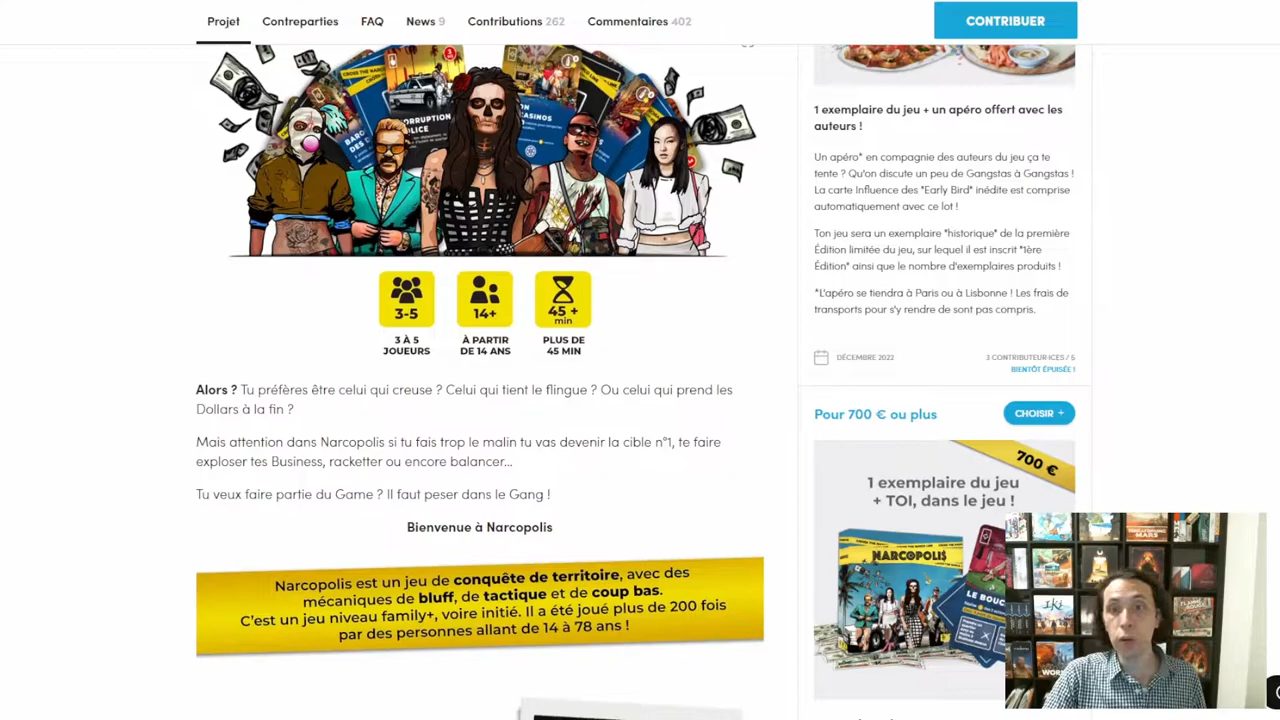 Projet Contreparties FAQ News 9 Contributions 262 Commentaires 402
CONTRIBUER
CORRUPTION
CASINOS
3-5
14+
45 +
min
3 À 5
JOUEURS
À PARTIR
DE 14 ANS
PLUS DE
45 MIN
Alors ? Tu préfères être celui qui creuse ? Celui qui tient le flingue ? Ou celui qui prend les
Dollars à la fin ?
Mais attention dans Narcopolis si tu fais trop le malin tu vas devenir la cible n°1, te faire
exploser tes Business, racketter ou encore balancer...
Tu veux faire partie du Game ? Il faut peser dans le Gang !
Bienvenue à Narcopolis
Narcopolis est un jeu de conquête de territoire, avec des
mécaniques de bluff, de tactique et de coup bas.
C'est un jeu niveau family+, voire initié. Il a été joué plus de 200 fois
par des personnes allant de 14 à 78 ans !
1 exemplaire du jeu + un apéro offert avec les
auteurs !
Un apéro* en compagnie des auteurs du jeu ça te
tente ? Qu'on discute un peu de Gangstas à Gangstas !
La carte Influence des "Early Bird" inédite est comprise
automatiquement avec ce lot !
Ton jeu sera un exemplaire "historique" de la première
Édition limitée du jeu, sur lequel il est inscrit "1ère
Édition" ainsi que le nombre d'exemplaires produits !
*L'apéro se tiendra à Paris ou à Lisbonne ! Les frais de
transports pour s'y rendre de sont pas compris.
DÉCEMBRE 2022
3 CONTRIBUTEUR·ICES / 5
BIENTÔT ÉPUISÉE !
Pour 700 € ou plus
CHOISIR +
700 €
1 exemplaire du jeu
+ TOI, dans le jeu !
NARCOPOLIS
LE BOUC
MARS
IKI